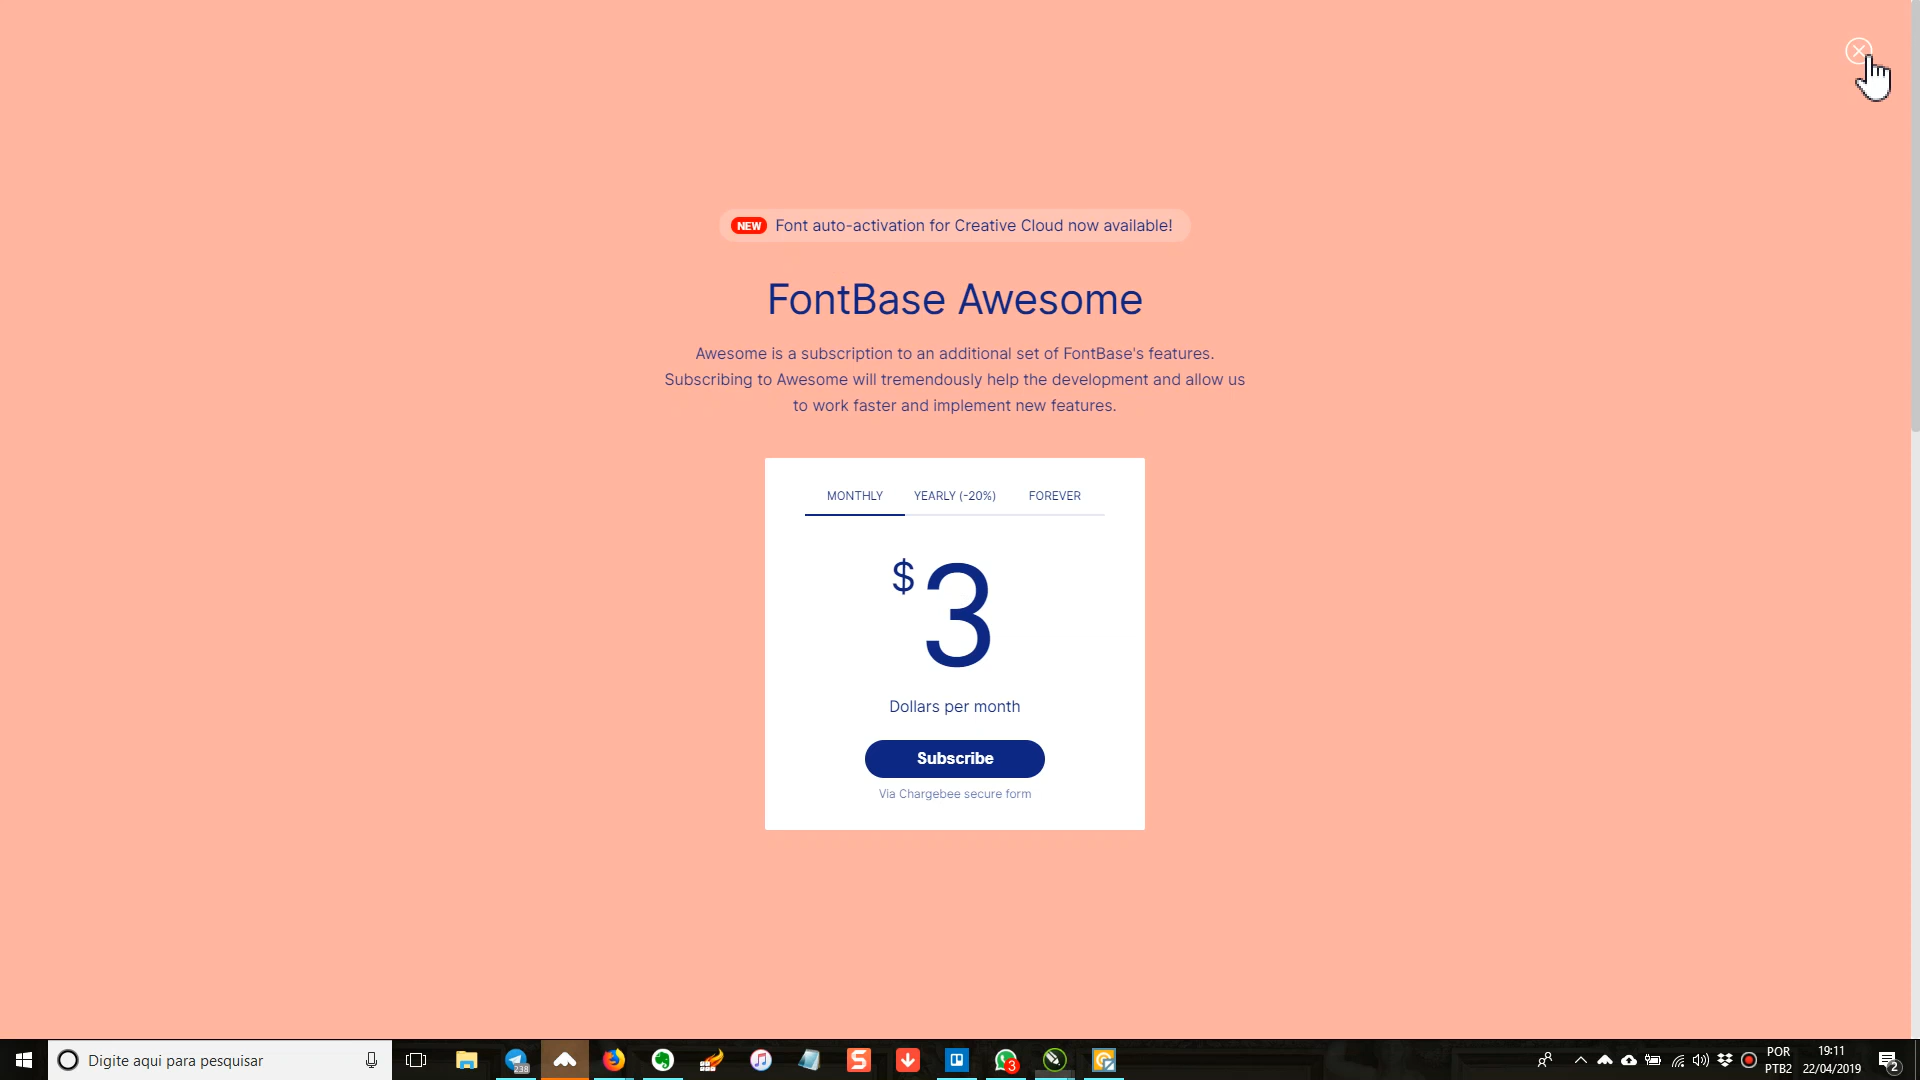 NEW Font auto-activation for Creative Cloud now available!
FontBase Awesome
Awesome is a subscription to an additional set of FontBase's features.
Subscribing to Awesome will tremendously help the development and allow us
to work faster and implement new features.
MONTHLY YEARLY (-20%) FOREVER
$3
Dollars per month
Subscribe
Via Chargebee secure form
Digite aqui para pesquisar
238
S
3
POR
PTB2
19:11
22/04/2019
2